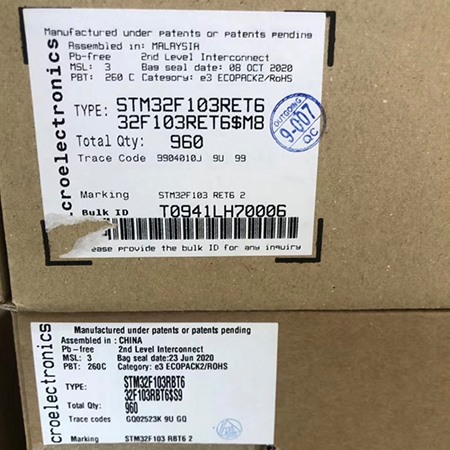 croelectronics
Manufactured under patents or patents pending
Assembled in: MALAYSIA
Pb-free 2nd Level Interconnect
MSL: 3 Bag seal date: 08 OCT 2020
PBT: 260 C Category: e3 ECOPACK2/RoHS
TYPE: STM32F103RET6
32F103RET6$M8
Total Qty: 960
Trace Code 9904010J 9U 99
OUTGOING
9-007
QC
Marking STM32F103 RET6 2
Bulk ID T0941LH70006
ease provide the bulk ID for any inquiry
croelectronics
Manufactured under patents or patents pending
Assembled in : CHINA
Pb-free 2nd Level Interconnect
MSL: 3 Bag seal date:23 Jun 2020
PBT: 260C Category: e3 ECOPACK2/ROHS
TYPE: STM32F103RBT6
32F103RBT6$S9
Total Qty: 960
Trace codes GQ02523K 9U GQ
Marking STM32F103 RBT6 2